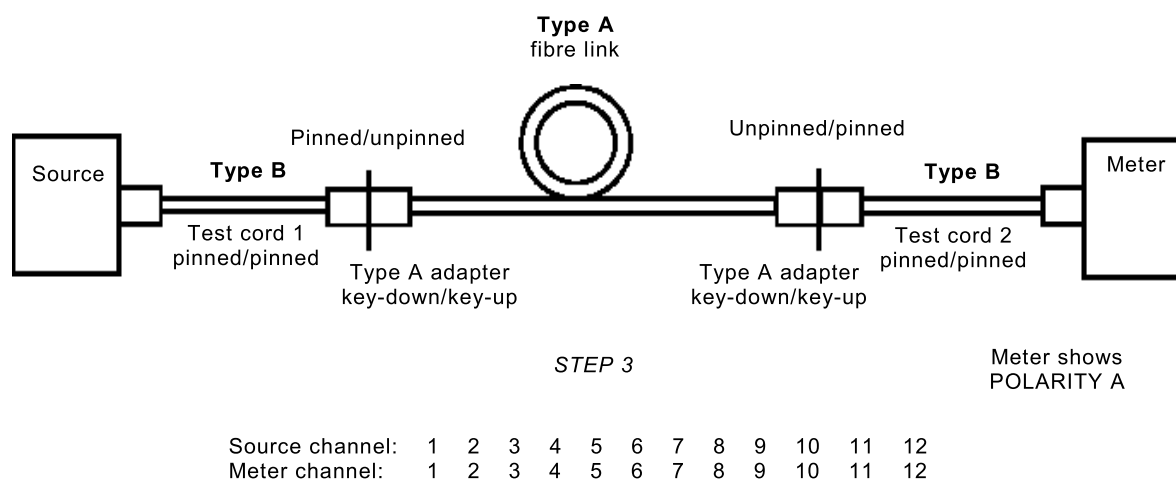 Type A
fibre link
Pinned/unpinned
Unpinned/pinned
Source
Type B
Type B
Meter
Test cord 1
pinned/pinned
Test cord 2
pinned/pinned
Type A adapter
key-down/key-up
Type A adapter
key-down/key-up
STEP 3
Meter shows
POLARITY A
Source channel: 1 2 3 4 5 6 7 8 9 10 11 12
Meter channel: 1 2 3 4 5 6 7 8 9 10 11 12